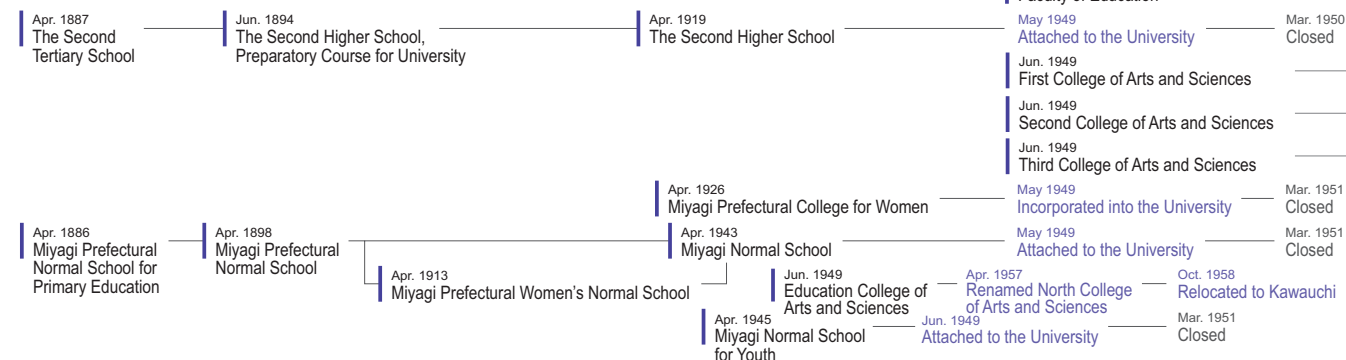 Faculty of Education
Apr. 1887
The Second
Tertiary School
Jun. 1894
The Second Higher School,
Preparatory Course for University
Apr. 1919
The Second Higher School
May 1949
Attached to the University
Mar. 1950
Closed
Jun. 1949
First College of Arts and Sciences
Jun. 1949
Second College of Arts and Sciences
Jun. 1949
Third College of Arts and Sciences
Apr. 1926
Miyagi Prefectural College for Women
May 1949
Incorporated into the University
Mar. 1951
Closed
Apr. 1886
Miyagi Prefectural
Normal School for
Primary Education
Apr. 1898
Miyagi Prefectural
Normal School
Apr. 1943
Miyagi Normal School
May 1949
Attached to the University
Mar. 1951
Closed
Apr. 1913
Miyagi Prefectural Women's Normal School
Jun. 1949
Education College of
Arts and Sciences
Apr. 1957
Renamed North College
of Arts and Sciences
Oct. 1958
Relocated to Kawauchi
Apr. 1945
Miyagi Normal School
for Youth
Jun. 1949
Attached to the University
Mar. 1951
Closed